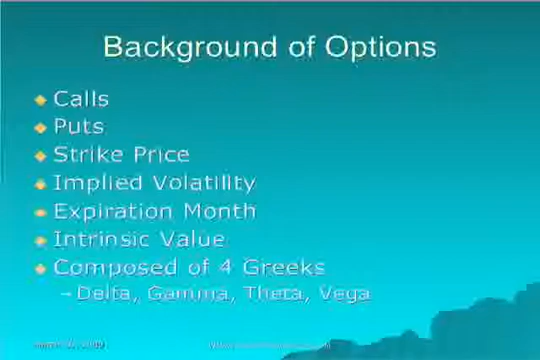 Background of Options
Calls
Puts
Strike Price
Implied Volatility
Expiration Month
Intrinsic Value
Composed of 4 Greeks
– Delta, Gamma, Theta, Vega